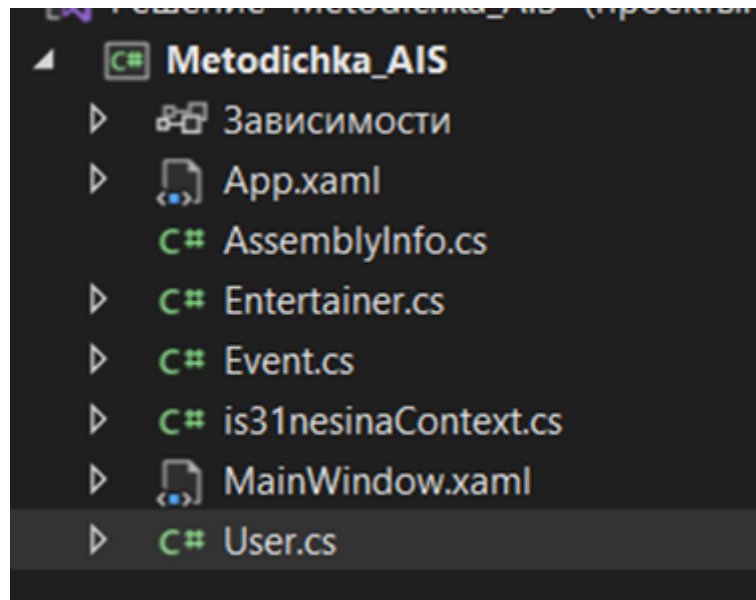 Metodichka_AIS
Зависимости
App.xaml
C# AssemblyInfo.cs
C# Entertainer.cs
C# Event.cs
C# is31nesinaContext.cs
MainWindow.xaml
C# User.cs